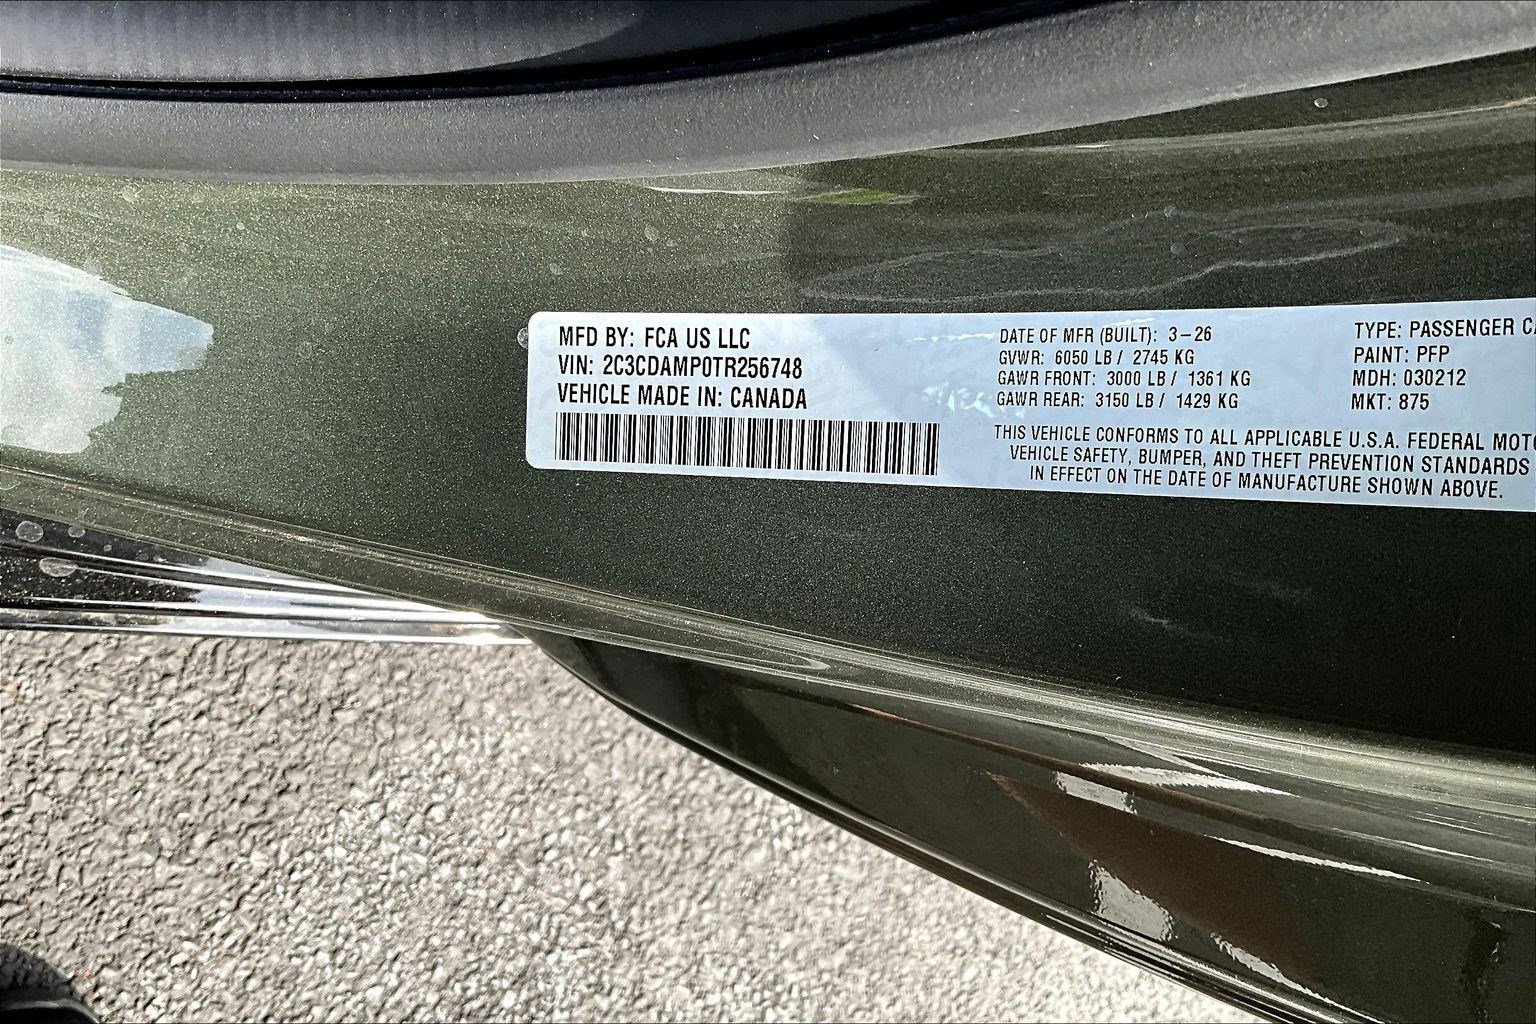 MFD BY: FCA US LLC
VIN: 2C3CDAMP0TR256748
VEHICLE MADE IN: CANADA
DATE OF MFR (BUILT): 3-26
GVWR: 6050 LB / 2745 KG
GAWR FRONT: 3000 LB / 1361 KG
GAWR REAR: 3150 LB / 1429 KG
TYPE: PASSENGER
PAINT: PFP
MDH: 030212
MKT: 875
THIS VEHICLE CONFORMS TO ALL APPLICABLE U.S.A. FEDERAL
VEHICLE SAFETY, BUMPER, AND THEFT PREVENTION STANDARDS
IN EFFECT ON THE DATE OF MANUFACTURE SHOWN ABOVE.